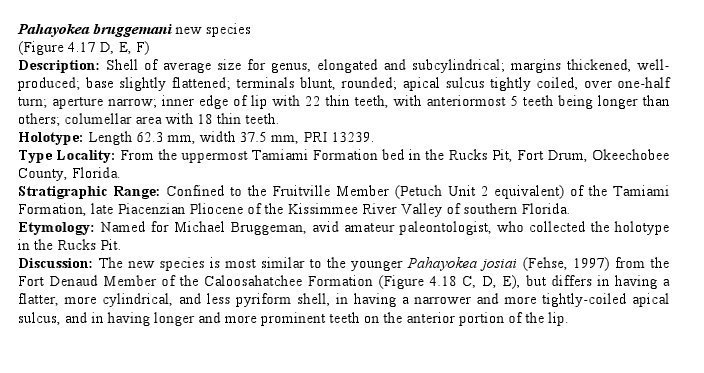 Pahayokea bruggemani new species
(Figure 4.17 D, E, F)
Description: Shell of average size for genus, elongated and subcylindrical; margins thickened, well-
produced; base slightly flattened; terminals blunt, rounded; apical sulcus tightly coiled, over one-half
turn; aperture narrow; inner edge of lip with 22 thin teeth, with anteriormost 5 teeth being longer than
others; columellar area with 18 thin teeth.
Holotype: Length 62.3 mm, width 37.5 mm, PRI 13239.
Type Locality: From the uppermost Tamiami Formation bed in the Rucks Pit, Fort Drum, Okeechobee
County, Florida.
Stratigraphic Range: Confined to the Fruitville Member (Petuch Unit 2 equivalent) of the Tamiami
Formation, late Piacenzian Pliocene of the Kissimmee River Valley of southern Florida.
Etymology: Named for Michael Bruggeman, avid amateur paleontologist, who collected the holotype
in the Rucks Pit.
Discussion: The new species is most similar to the younger Pahayokea josiai (Fehse, 1997) from the
Fort Denaud Member of the Caloosahatchee Formation (Figure 4.18 C, D, E), but differs in having a
flatter, more cylindrical, and less pyriform shell, in having a narrower and more tightly-coiled apical
sulcus, and in having longer and more prominent teeth on the anterior portion of the lip.